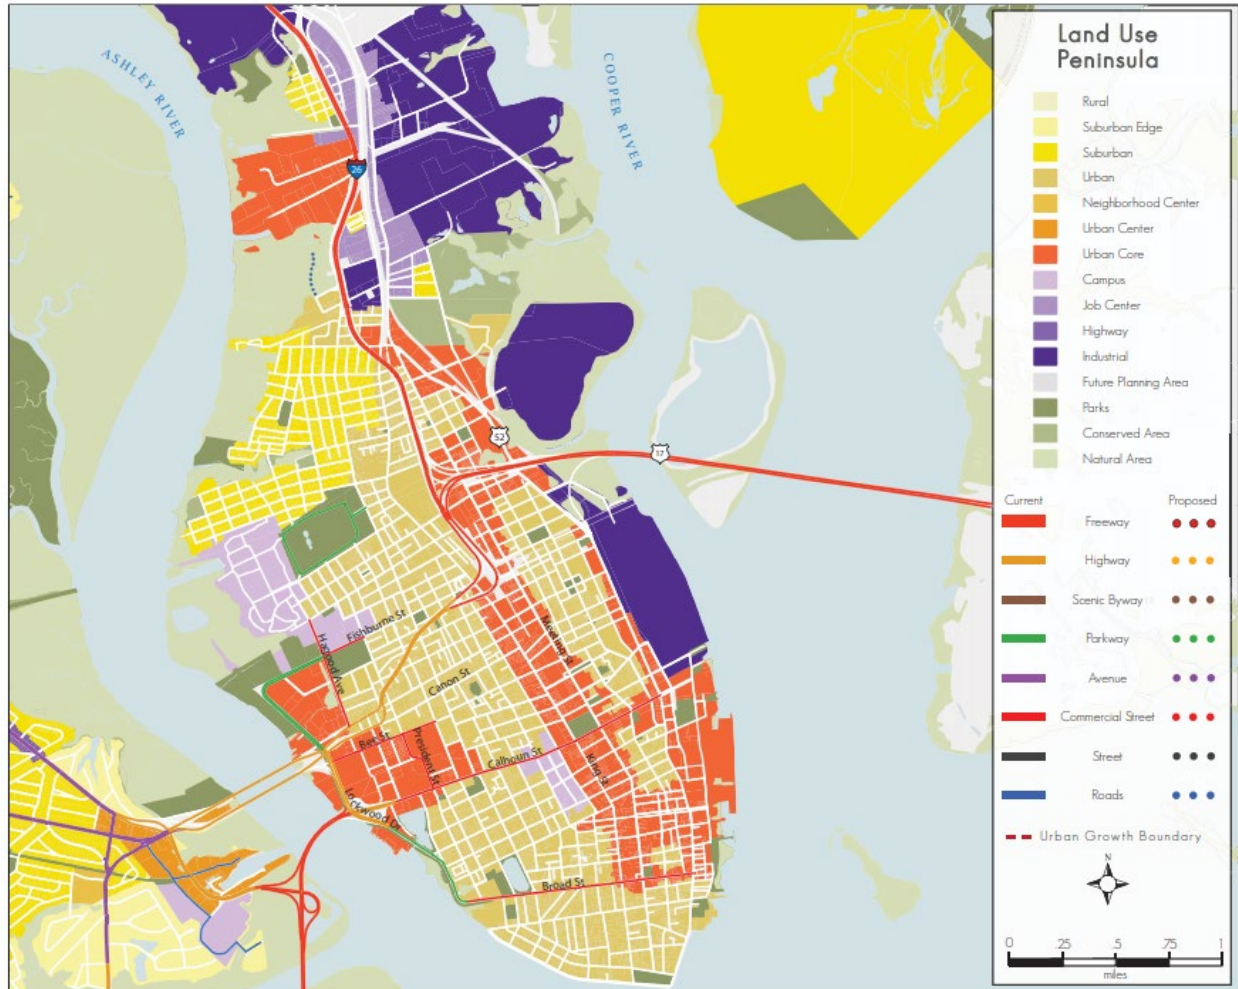 Land Use
Peninsula
Rural
Suburban Edge
Suburban
Urban
Neighborhood Center
Urban Center
Urban Core
Campus
Job Center
Highway
Industrial
Future Planning Area
Parks
Conserved Area
Natural Area
Current Proposed
Freeway
Highway
Scenic Byway
Parkway
Avenue
Commercial Street
Street
Roads
Urban Growth Boundary
N
0 .25 .5 .75 1
miles
ASHLEY RIVER
COOPER RIVER
26
52
17
Fishburne St
Hagood Ave
Meeting St
Canon St
Bee St
President St
Calhoun St
King St
Lockwood Dr
Broad St